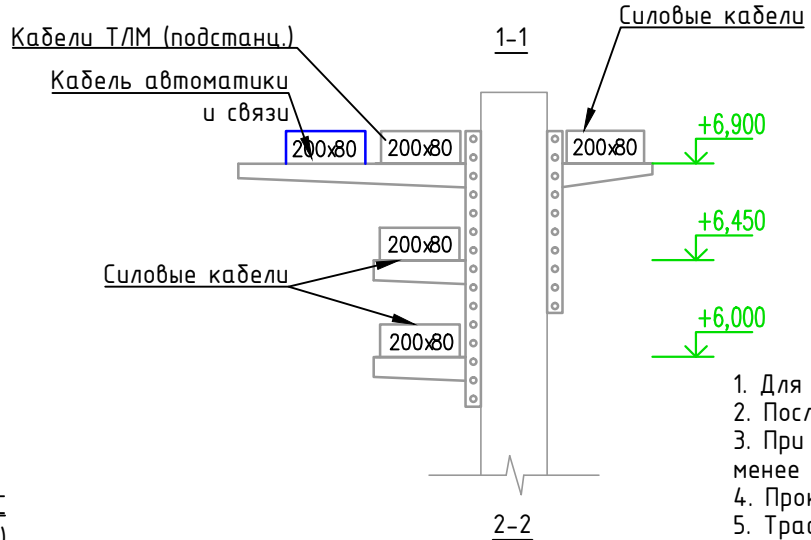 Силовые кабели
Кабели ТЛМ (подстанц.)
1-1
Кабель автоматики
и связи
200х80
200х80
200х80
+6,900
200х80
+6,450
Силовые кабели
200х80
+6,000
1. Для
2. Посл
3. При
менее
4. Прок
5. Трас
2-2
)